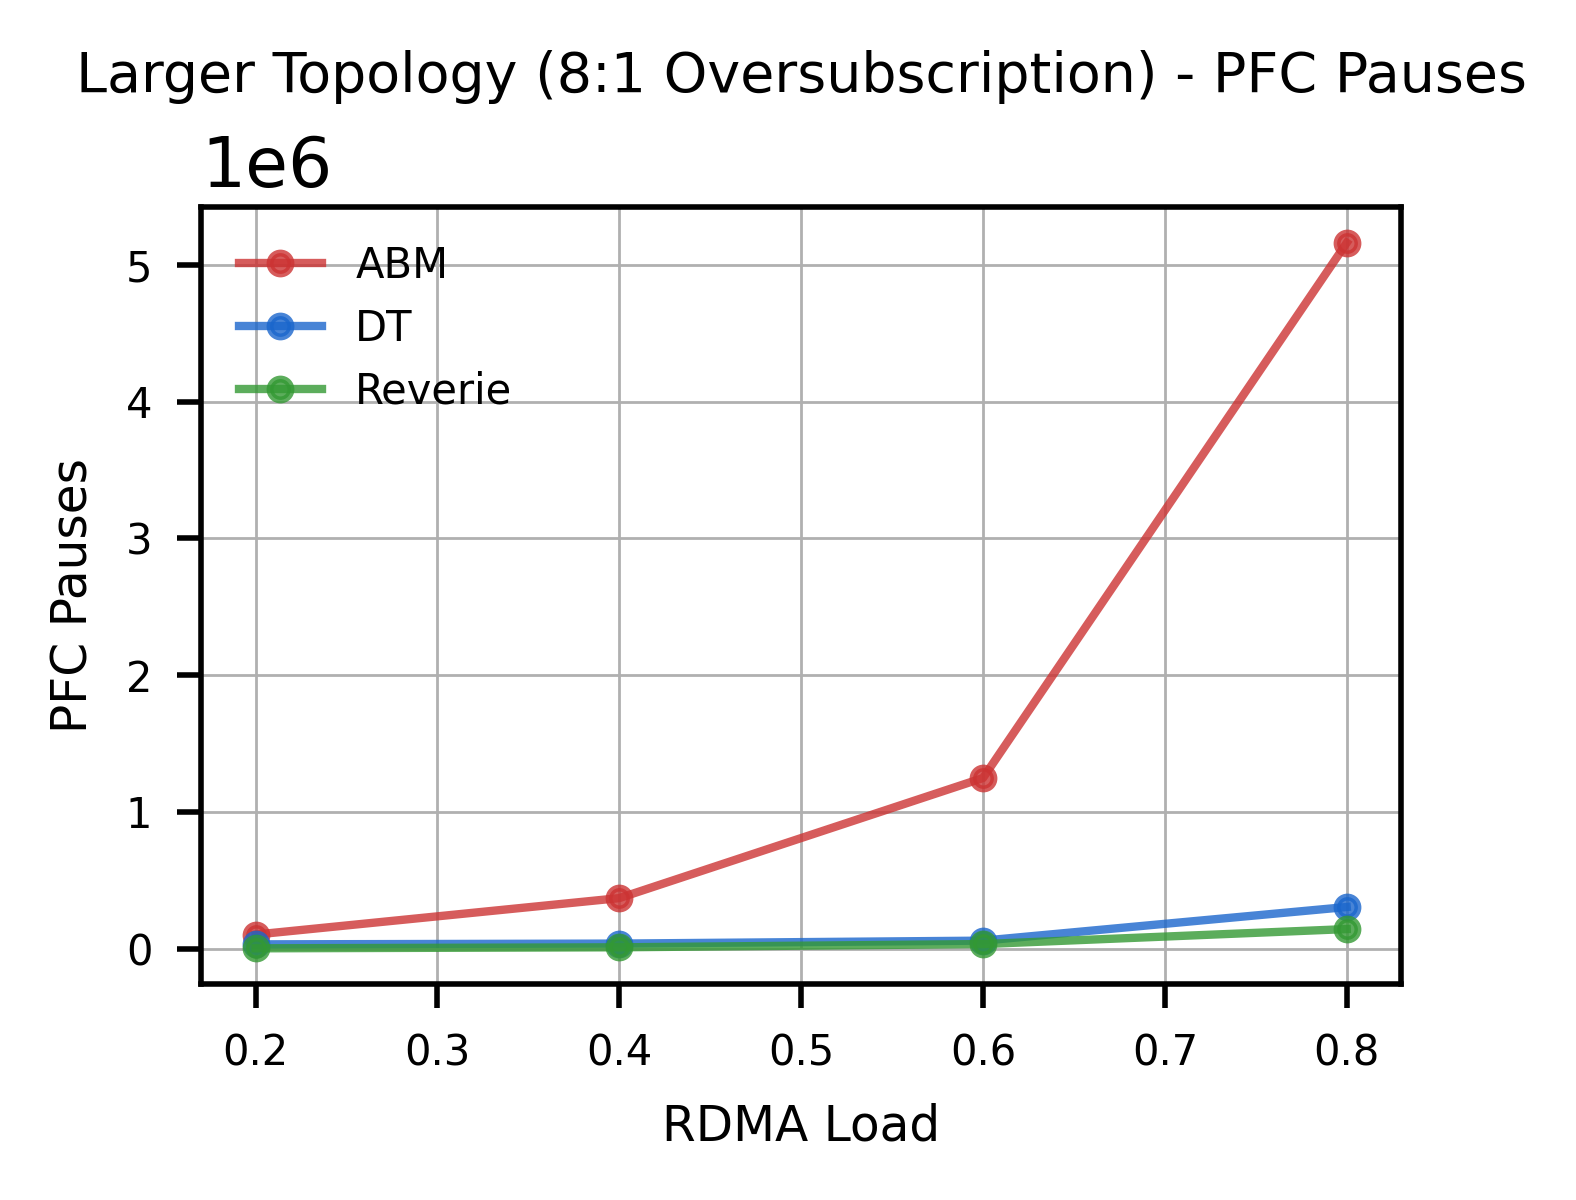 Larger Topology (8:1 Oversubscription) - PFC Pauses
1e6
ABM
DT
Reverie
5
4
3
2
1
0
PFC Pauses
0.2 0.3 0.4 0.5 0.6 0.7 0.8
RDMA Load